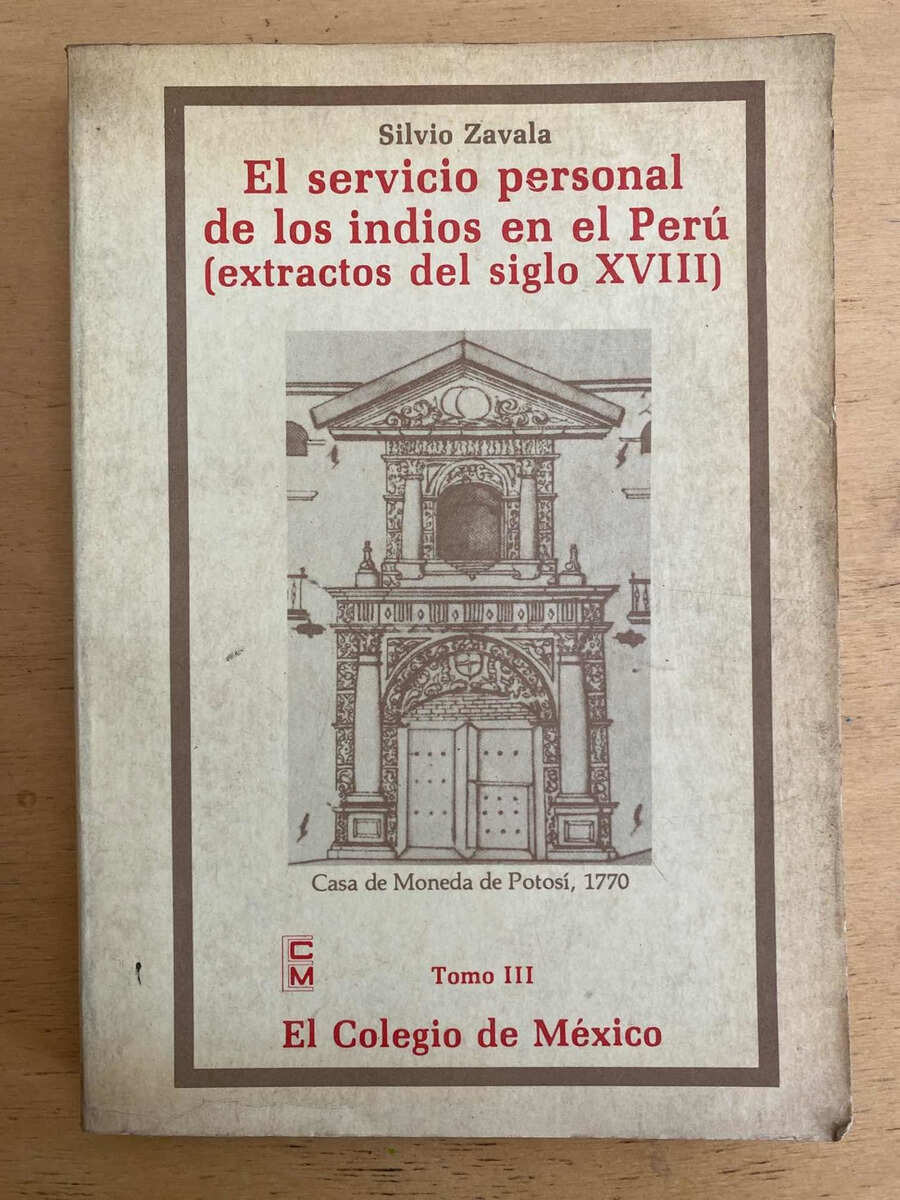 Silvio Zavala
El servicio personal
de los indios en el Perú
(extractos del siglo XVIII)
Casa de Moneda de Potosí, 1770
ECM
Tomo III
El Colegio de México